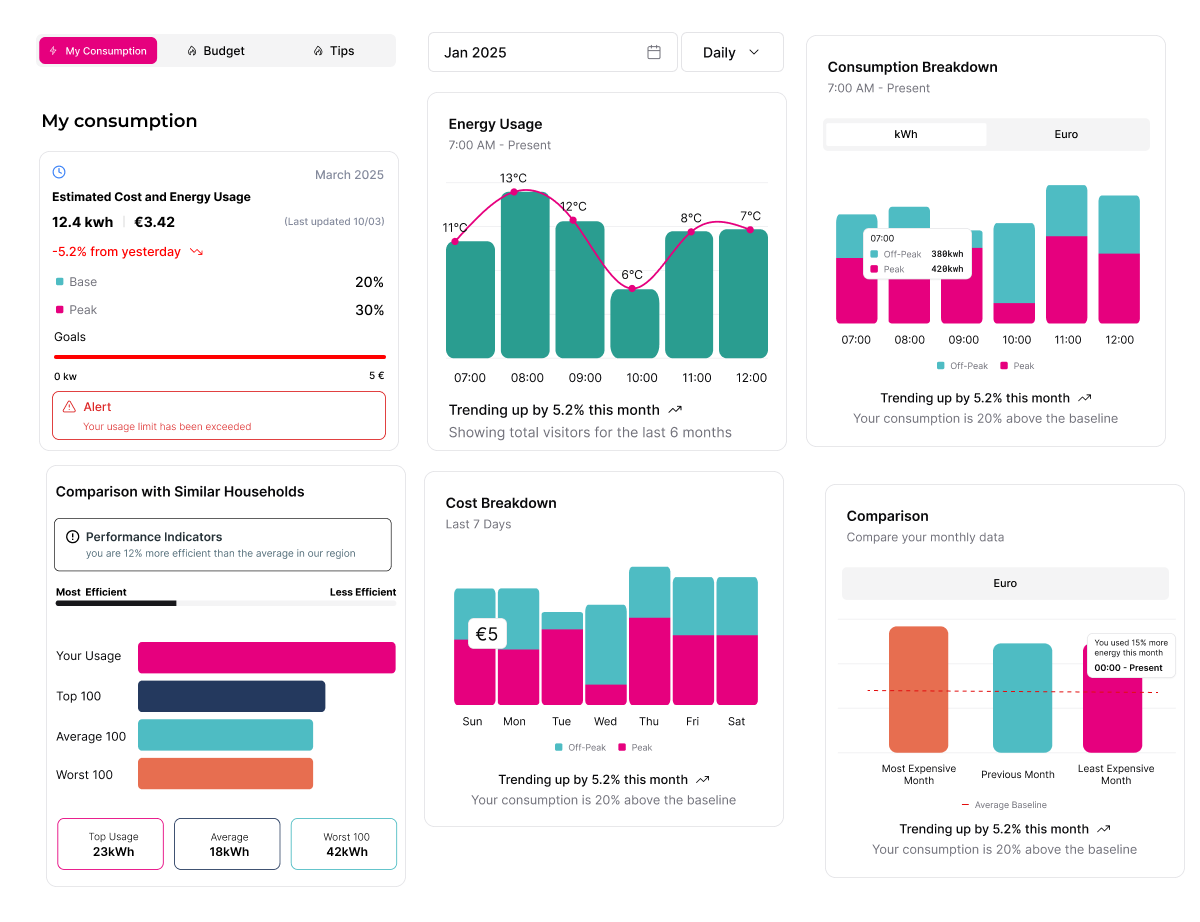 My Consumption
Budget
Tips
My consumption
March 2025
Estimated Cost and Energy Usage
12.4 kwh
€3.42
(Last updated 10/03)
-5.2% from yesterday
Base
20%
Peak
30%
Goals
0 kw
5 €
Alert
Your usage limit has been exceeded
Jan 2025
Daily
Energy Usage
7:00 AM - Present
11°C
13°C
12°C
6°C
8°C
7°C
07:00
08:00
09:00
10:00
11:00
12:00
Trending up by 5.2% this month
Showing total visitors for the last 6 months
Consumption Breakdown
7:00 AM - Present
kWh
Euro
07:00
Off-Peak
380kwh
Peak
420kwh
07:00
08:00
09:00
10:00
11:00
12:00
Off-Peak
Peak
Trending up by 5.2% this month
Your consumption is 20% above the baseline
Comparison with Similar Households
Performance Indicators
you are 12% more efficient than the average in our region
Most Efficient
Less Efficient
Your Usage
Top 100
Average 100
Worst 100
Top Usage
23kWh
Average
18kWh
Worst 100
42kWh
Cost Breakdown
Last 7 Days
€5
Sun
Mon
Tue
Wed
Thu
Fri
Sat
Off-Peak
Peak
Trending up by 5.2% this month
Your consumption is 20% above the baseline
Comparison
Compare your monthly data
Euro
You used 15% more
energy this month
00:00 - Present
Most Expensive
Month
Previous Month
Least Expensive
Month
Average Baseline
Trending up by 5.2% this month
Your consumption is 20% above the baseline